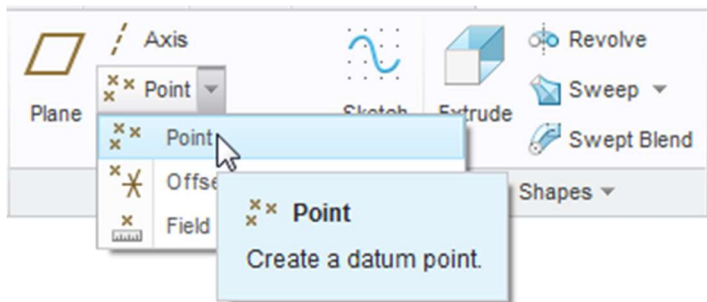 Axis
Point
Plane
Sketch
Extrude
Revolve
Sweep
Swept Blend
Shapes
Point
Offse
Field
Point
Create a datum point.